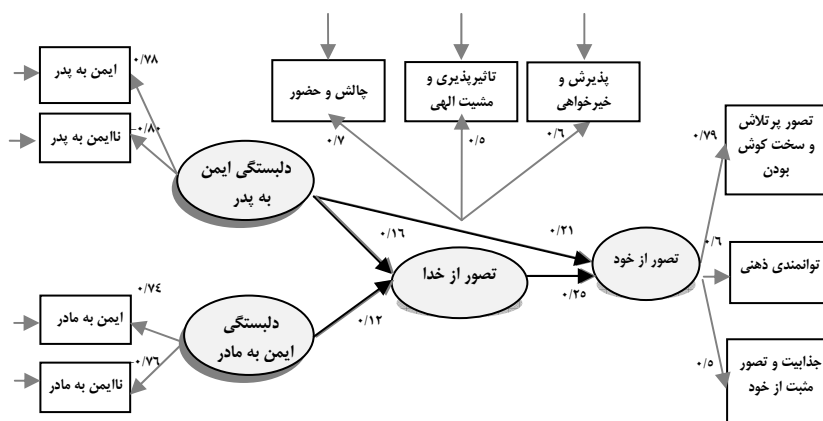 ۰/۷۸
ایمن به پدر
-۰/۸۰
ناایمن به پدر
دلبستگی ایمن
به پدر
چالش و حضور
تاثیرپذیری و
مشیت الهی
پذیرش و
خیرخواهی
۰/۷
۰/۵
۰/۶
۰/۷۹
تصور پرتلاش
و سخت کوش
بودن
۰/۲۱
۰/۱۶
۰/۶
تصور از خود
توانمندی ذهنی
تصور از خدا
۰/۲۵
۰/۱۲
۰/۷۴
ایمن به مادر
دلبستگی
ایمن به مادر
-۰/۷۶
ناایمن به مادر
۰/۵
جذابیت و تصور
مثبت از خود